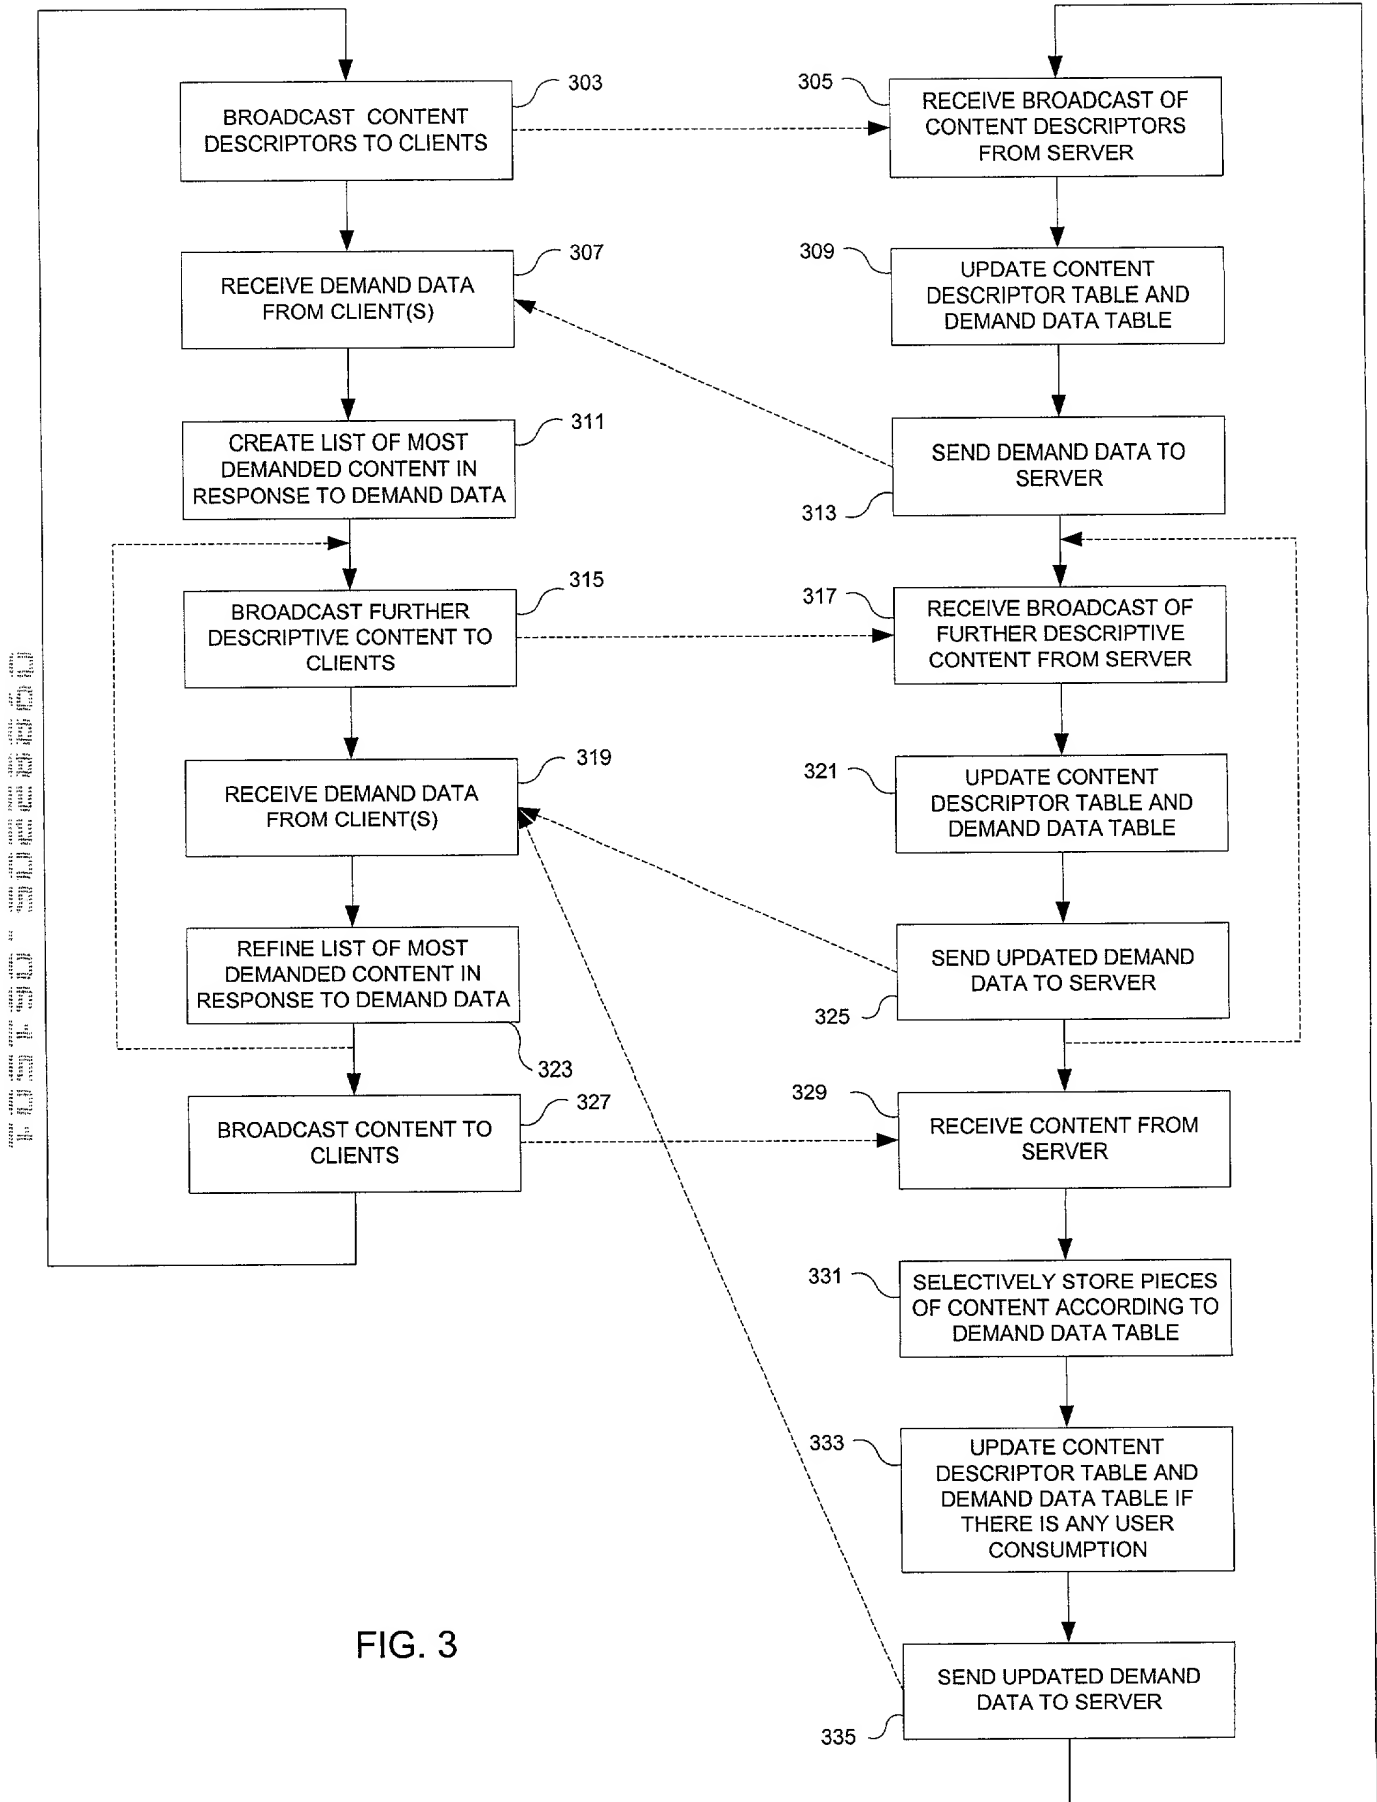 303
BROADCAST CONTENT
DESCRIPTORS TO CLIENTS
305
RECEIVE BROADCAST OF
CONTENT DESCRIPTORS
FROM SERVER
307
RECEIVE DEMAND DATA
FROM CLIENT(S)
309
UPDATE CONTENT
DESCRIPTOR TABLE AND
DEMAND DATA TABLE
311
CREATE LIST OF MOST
DEMANDED CONTENT IN
RESPONSE TO DEMAND DATA
SEND DEMAND DATA TO
SERVER
313
315
BROADCAST FURTHER
DESCRIPTIVE CONTENT TO
CLIENTS
317
RECEIVE BROADCAST OF
FURTHER DESCRIPTIVE
CONTENT FROM SERVER
319
RECEIVE DEMAND DATA
FROM CLIENT(S)
321
UPDATE CONTENT
DESCRIPTOR TABLE AND
DEMAND DATA TABLE
REFINE LIST OF MOST
DEMANDED CONTENT IN
RESPONSE TO DEMAND DATA
323
SEND UPDATED DEMAND
DATA TO SERVER
325
327
BROADCAST CONTENT TO
CLIENTS
329
RECEIVE CONTENT FROM
SERVER
331
SELECTIVELY STORE PIECES
OF CONTENT ACCORDING TO
DEMAND DATA TABLE
333
UPDATE CONTENT
DESCRIPTOR TABLE AND
DEMAND DATA TABLE IF
THERE IS ANY USER
CONSUMPTION
SEND UPDATED DEMAND
DATA TO SERVER
335
FIG. 3